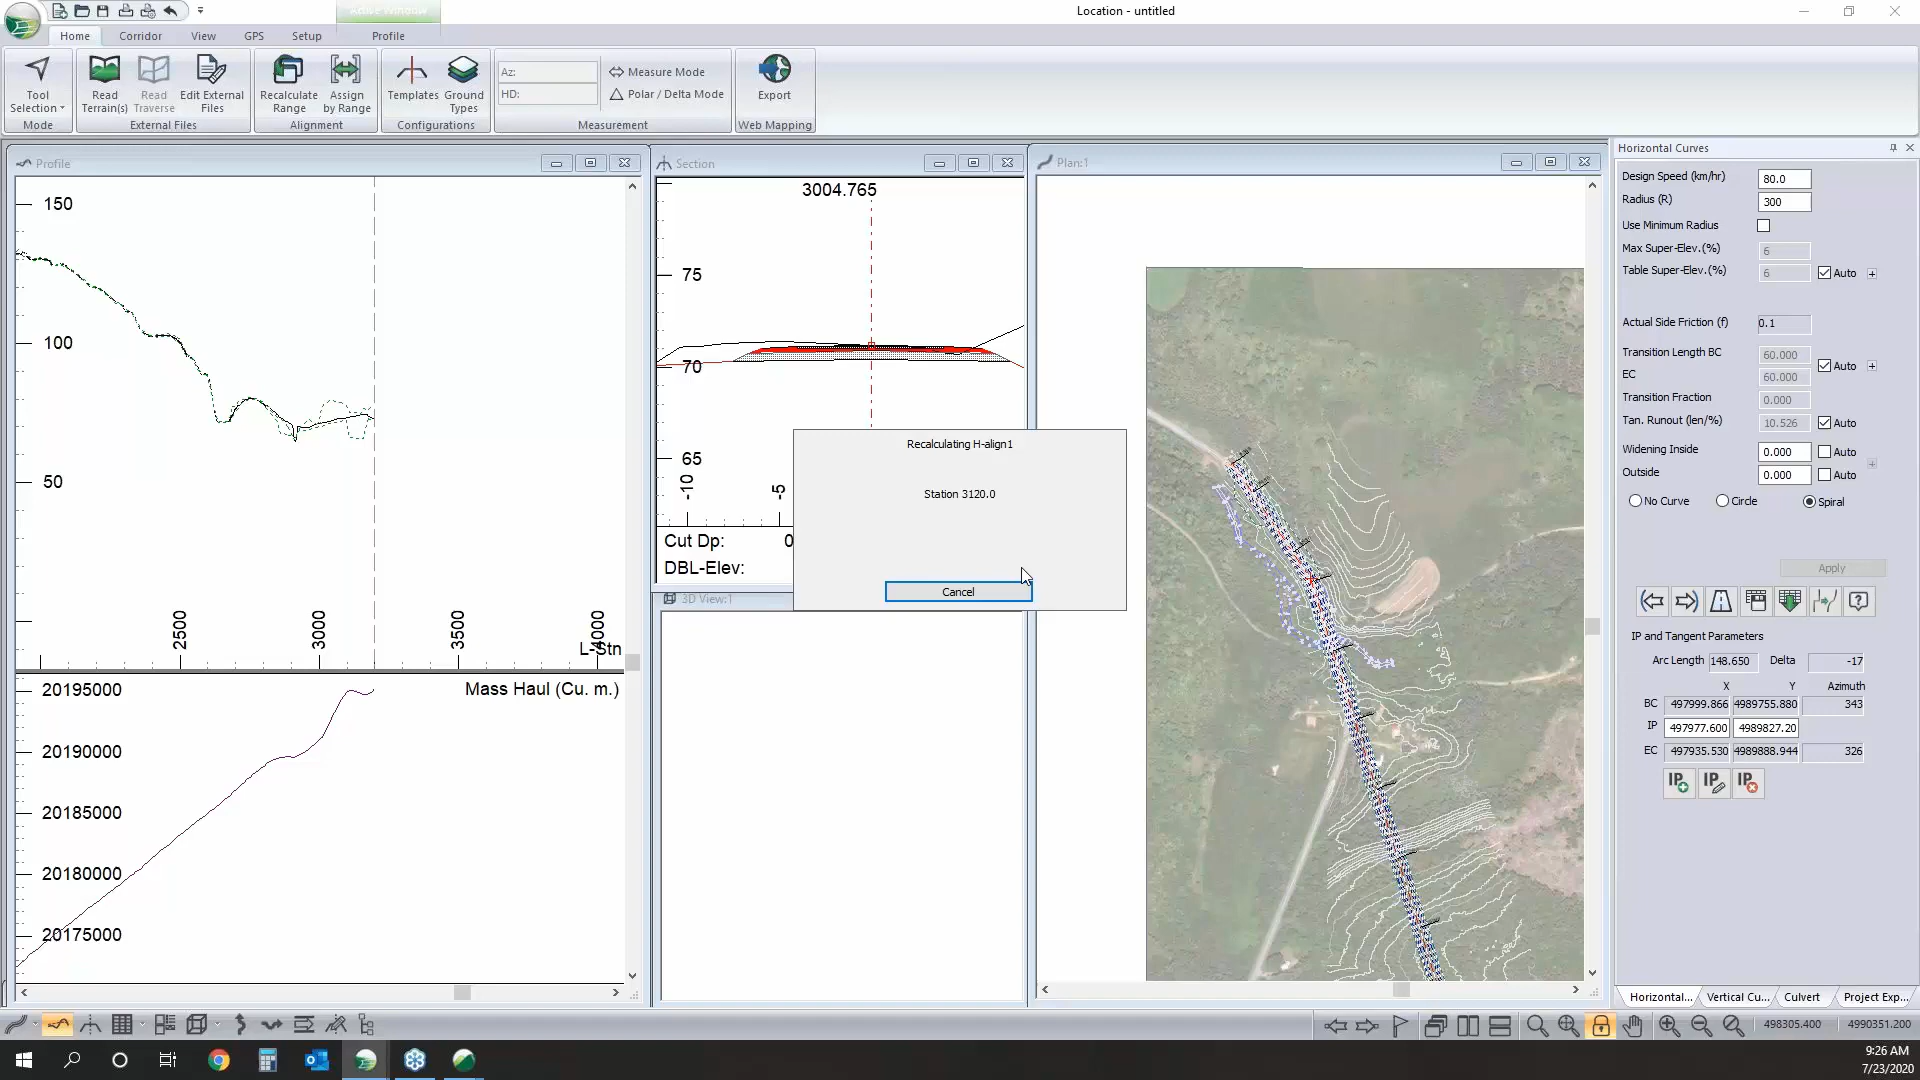 Active Window
Location - untitled
Home
Corridor
View
GPS
Setup
Profile
Tool Selection
Read Terrain(s)
Read Traverse
Edit External Files
Recalculate Range
Assign by Range
Templates
Ground Types
Az:
HD:
Measure Mode
Polar / Delta Mode
Export
Mode
External Files
Alignment
Configurations
Measurement
Web Mapping
Profile
150
100
50
2500
3000
3500
4000
L-Stn
Mass Haul (Cu. m.)
20195000
20190000
20185000
20180000
20175000
Section
3004.765
75
70
65
-10
-5
Cut Dp: 0
DBL-Elev:
3D View:1
Recalculating H-align1
Station 3120.0
Cancel
Plan:1
Horizontal Curves
Design Speed (km/hr) 80.0
Radius (R) 300
Use Minimum Radius
Max Super-Elev.(%) 6
Table Super-Elev.(%) 6 Auto
Actual Side Friction (f) 0.1
Transition Length BC 60.000 Auto
EC 60.000
Transition Fraction 0.000
Tan. Runout (len/%) 10.526 Auto
Widening Inside 0.000 Auto
Outside 0.000 Auto
No Curve Circle Spiral
Apply
IP and Tangent Parameters
Arc Length 148.650 Delta -17
X Y Azimuth
BC 497999.866 4989755.880 343
IP 497977.600 4989827.20
EC 497935.530 4989888.944 326
IP IP IP
Horizontal... Vertical Cu... Culvert Project Exp...
498305.400 4990351.200
9:26 AM
7/23/2020